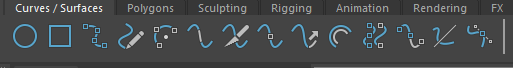 Curves / Surfaces Polygons Sculpting Rigging Animation Rendering FX